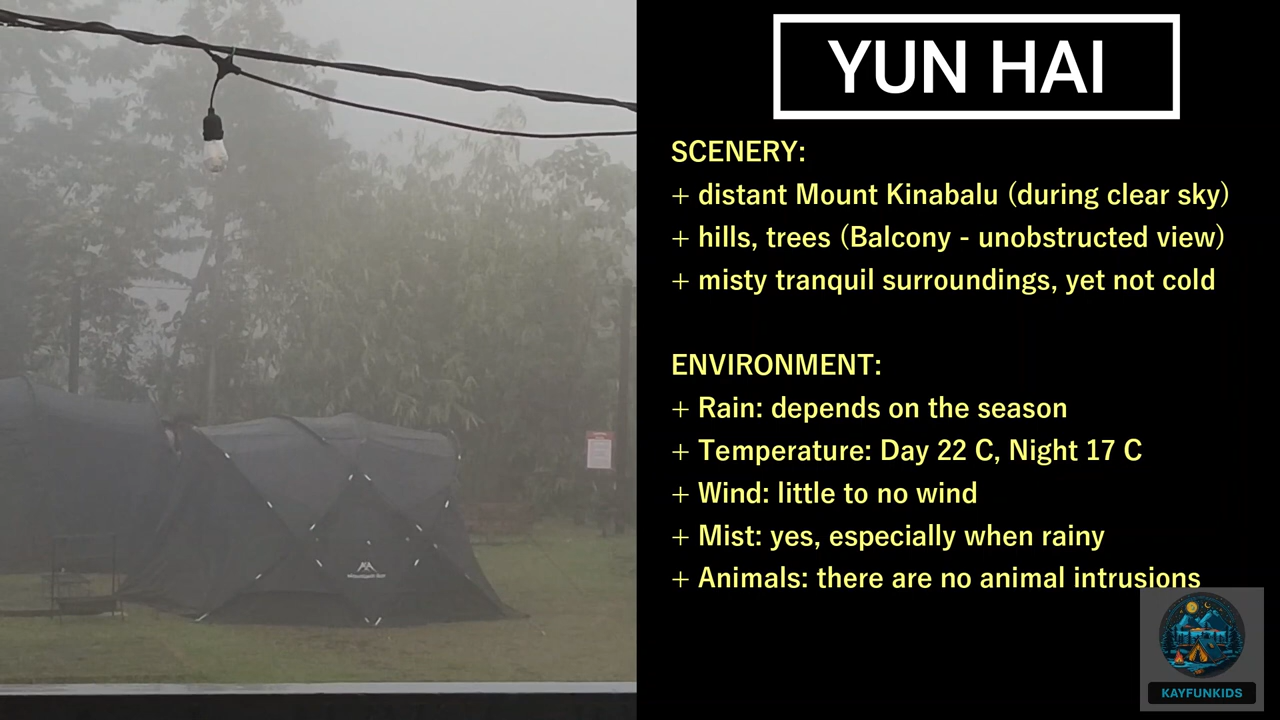 YUN HAI
SCENERY:
+ distant Mount Kinabalu (during clear sky)
+ hills, trees (Balcony - unobstructed view)
+ misty tranquil surroundings, yet not cold
ENVIRONMENT:
+ Rain: depends on the season
+ Temperature: Day 22 C, Night 17 C
+ Wind: little to no wind
+ Mist: yes, especially when rainy
+ Animals: there are no animal intrusions
KAYFUNKIDS